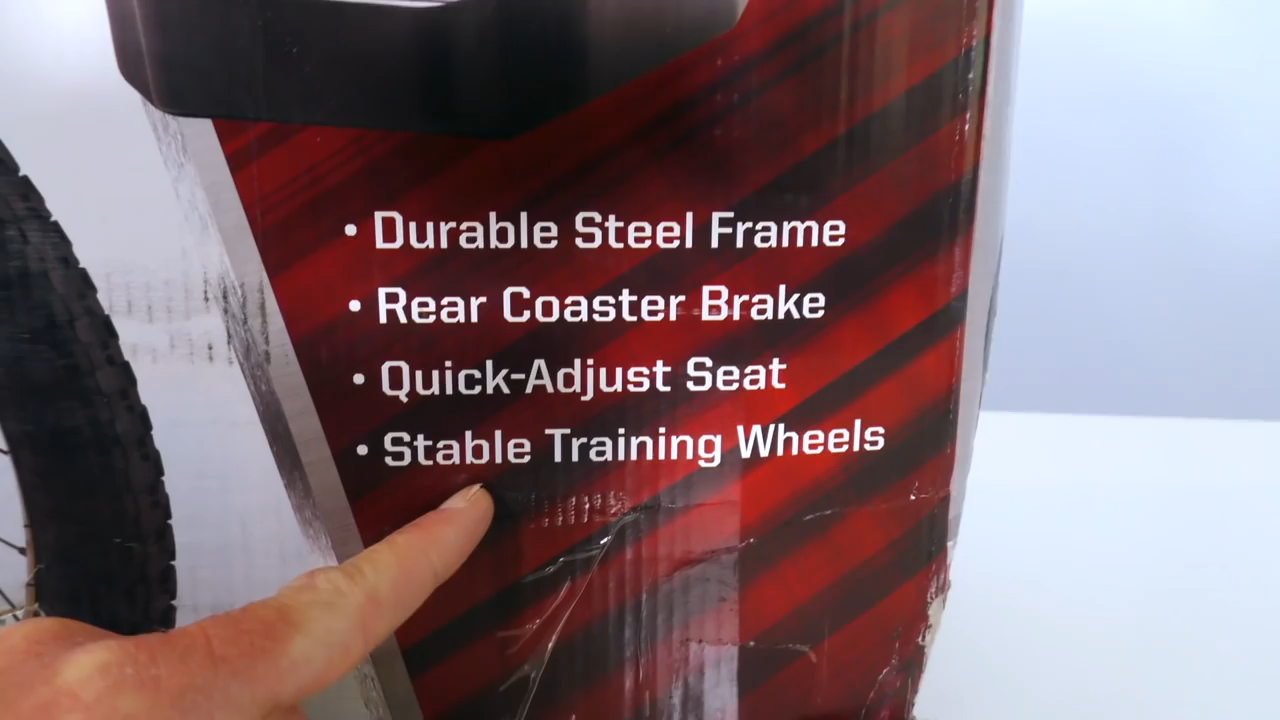 • Durable Steel Frame
• Rear Coaster Brake
• Quick-Adjust Seat
• Stable Training Wheels